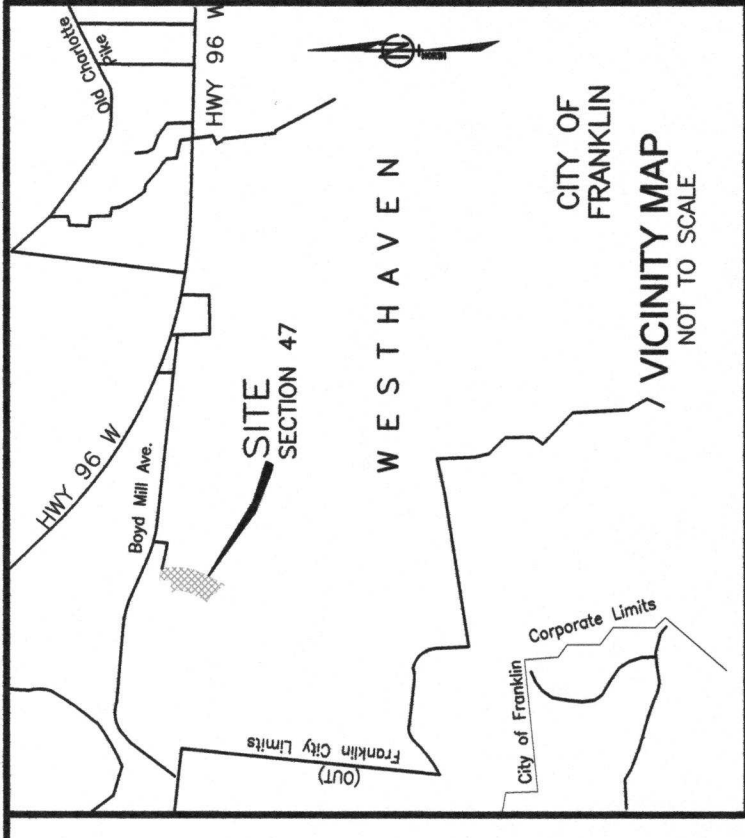 Old Charlotte
Pike
HWY 96 W
HWY 96 W
Boyd Mill Ave.
SITE
SECTION 47
WESTHAVEN
CITY OF
FRANKLIN
VICINITY MAP
NOT TO SCALE
Franklin City Limits
(OUT)
City of Franklin
Corporate Limits
N